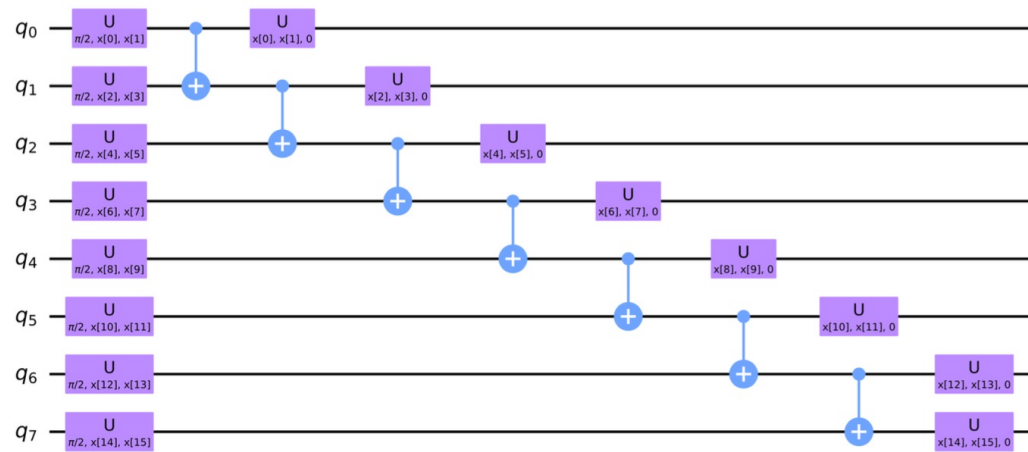 q0 U U
π/2, x[0], x[1] x[0], x[1], 0
q1 U U
π/2, x[2], x[3] x[2], x[3], 0
q2 U U
π/2, x[4], x[5] x[4], x[5], 0
q3 U U
π/2, x[6], x[7] x[6], x[7], 0
q4 U U
π/2, x[8], x[9] x[8], x[9], 0
q5 U U
π/2, x[10], x[11] x[10], x[11], 0
q6 U U
π/2, x[12], x[13] x[12], x[13], 0
q7 U U
π/2, x[14], x[15] x[14], x[15], 0